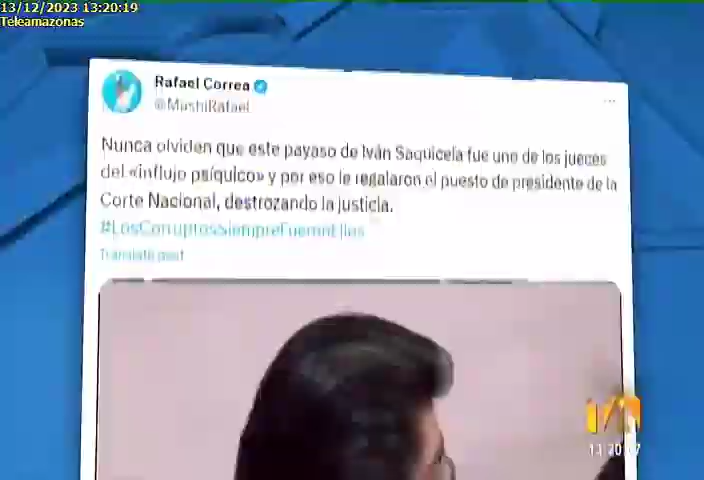 13/12/2023 13:20:19
Teleamazonas
Rafael Correa
@MashiRafael
Nunca olviden que este payaso de Iván Saquicela fue uno de los jueces
del «influjo psíquico» y por eso le regalaron el puesto de presidente de la
Corte Nacional, destrozando la justicia.
#LosCorruptosSiempreFueronEllos
Translate post